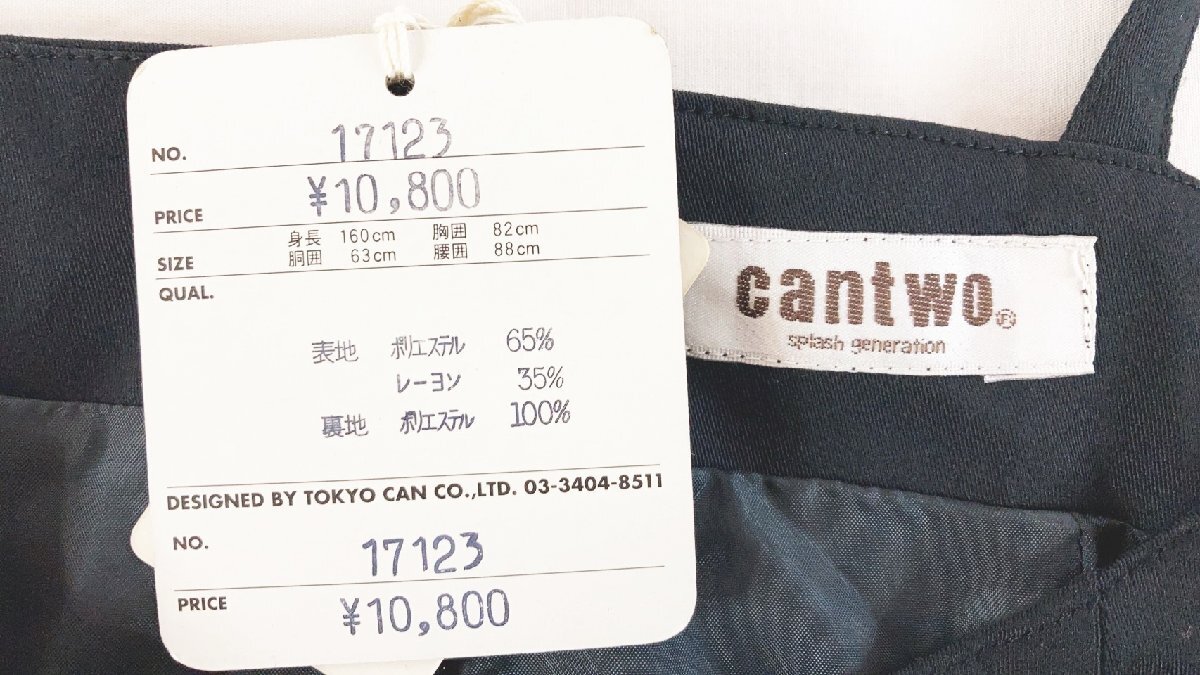 NO. 17123
PRICE ¥10,800
SIZE 身長 160cm 胸囲 82cm
胴囲 63cm 腰囲 88cm
QUAL.
表地 ポリエステル 65%
レーヨン 35%
裏地 ポリエステル 100%
DESIGNED BY TOKYO CAN CO.,LTD. 03-3404-8511
NO. 17123
PRICE ¥10,800
cantwo®
splash generation